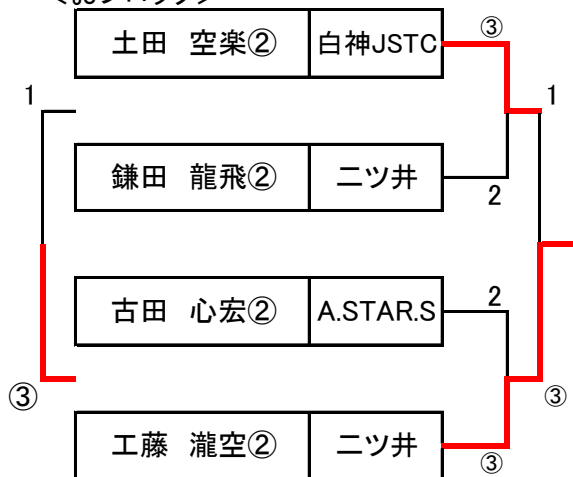 土田 空楽② 白神JSTC ③
1 1
鎌田 龍飛② 二ツ井 2
古田 心宏② A.STAR.S 2
③ ③
工藤 瀧空② 二ツ井 ③